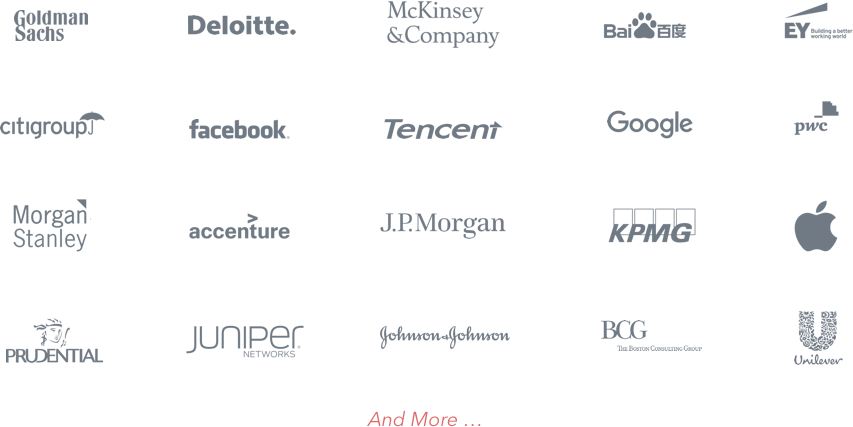 Goldman
Sachs
Deloitte.
McKinsey
&Company
Bai百度
EY Building a better
working world
citigroup
facebook
Tencent
Google
pwc
Morgan
Stanley
accenture
J.P.Morgan
KPMG
PRUDENTIAL
JUNIPer
NETWORKS
Johnson&Johnson
BCG
THE BOSTON CONSULTING GROUP
Unilever
And More ...